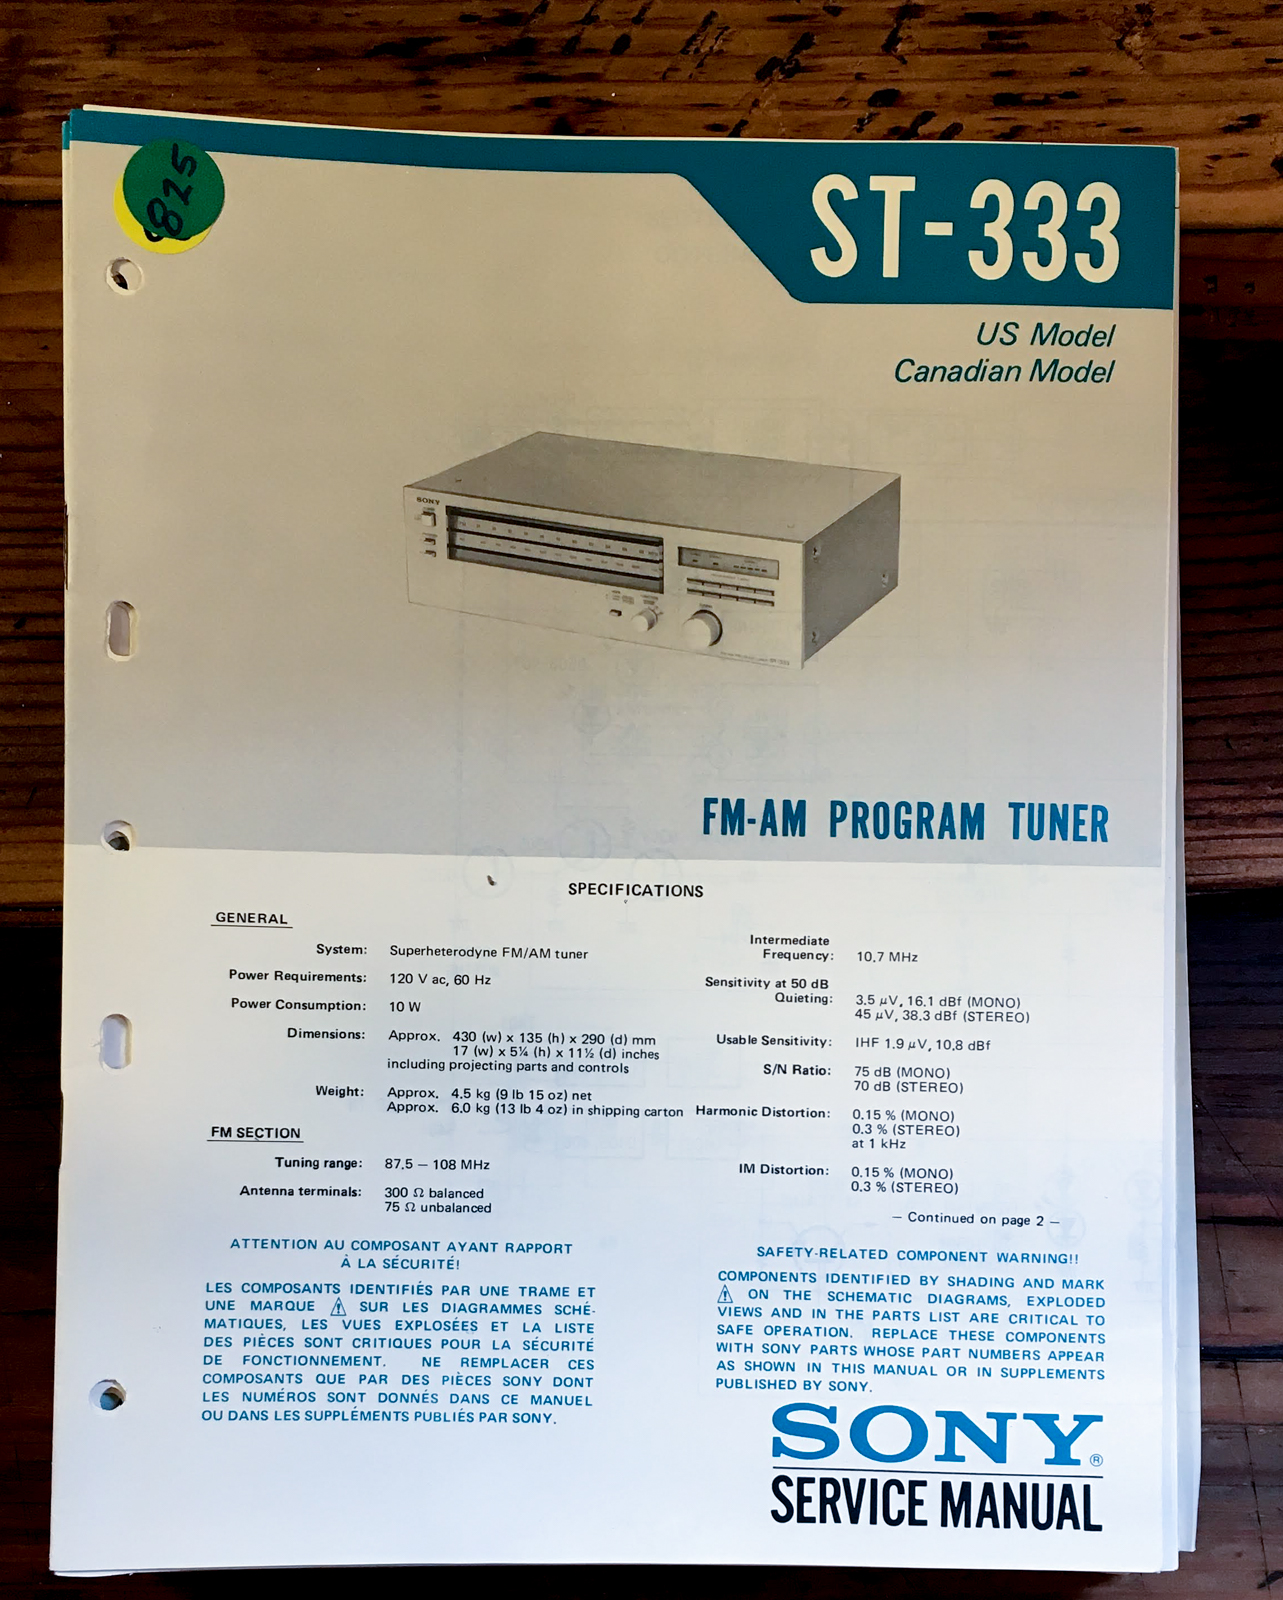 825
ST-333
US Model
Canadian Model
SONY
FM-AM PROGRAM TUNER
SPECIFICATIONS
GENERAL
System: Superheterodyne FM/AM tuner
Power Requirements: 120 V ac, 60 Hz
Power Consumption: 10 W
Dimensions: Approx. 430 (w) x 135 (h) x 290 (d) mm
17 (w) x 5¼ (h) x 11½ (d) inches
including projecting parts and controls
Weight: Approx. 4.5 kg (9 lb 15 oz) net
Approx. 6.0 kg (13 lb 4 oz) in shipping carton
FM SECTION
Tuning range: 87.5 – 108 MHz
Antenna terminals: 300 Ω balanced
75 Ω unbalanced
Intermediate
Frequency: 10.7 MHz
Sensitivity at 50 dB
Quieting: 3.5 μV, 16.1 dBf (MONO)
45 μV, 38.3 dBf (STEREO)
Usable Sensitivity: IHF 1.9 μV, 10.8 dBf
S/N Ratio: 75 dB (MONO)
70 dB (STEREO)
Harmonic Distortion: 0.15 % (MONO)
0.3 % (STEREO)
at 1 kHz
IM Distortion: 0.15 % (MONO)
0.3 % (STEREO)
– Continued on page 2 –
ATTENTION AU COMPOSANT AYANT RAPPORT
À LA SÉCURITÉ!
LES COMPOSANTS IDENTIFIÉS PAR UNE TRAME ET
UNE MARQUE ⚠ SUR LES DIAGRAMMES SCHÉ-
MATIQUES, LES VUES EXPLOSÉES ET LA LISTE
DES PIÈCES SONT CRITIQUES POUR LA SÉCURITÉ
DE FONCTIONNEMENT. NE REMPLACER CES
COMPOSANTS QUE PAR DES PIÈCES SONY DONT
LES NUMÉROS SONT DONNÉS DANS CE MANUEL
OU DANS LES SUPPLÉMENTS PUBLIÉS PAR SONY.
SAFETY-RELATED COMPONENT WARNING!!
COMPONENTS IDENTIFIED BY SHADING AND MARK
⚠ ON THE SCHEMATIC DIAGRAMS, EXPLODED
VIEWS AND IN THE PARTS LIST ARE CRITICAL TO
SAFE OPERATION. REPLACE THESE COMPONENTS
WITH SONY PARTS WHOSE PART NUMBERS APPEAR
AS SHOWN IN THIS MANUAL OR IN SUPPLEMENTS
PUBLISHED BY SONY.
SONY®
SERVICE MANUAL